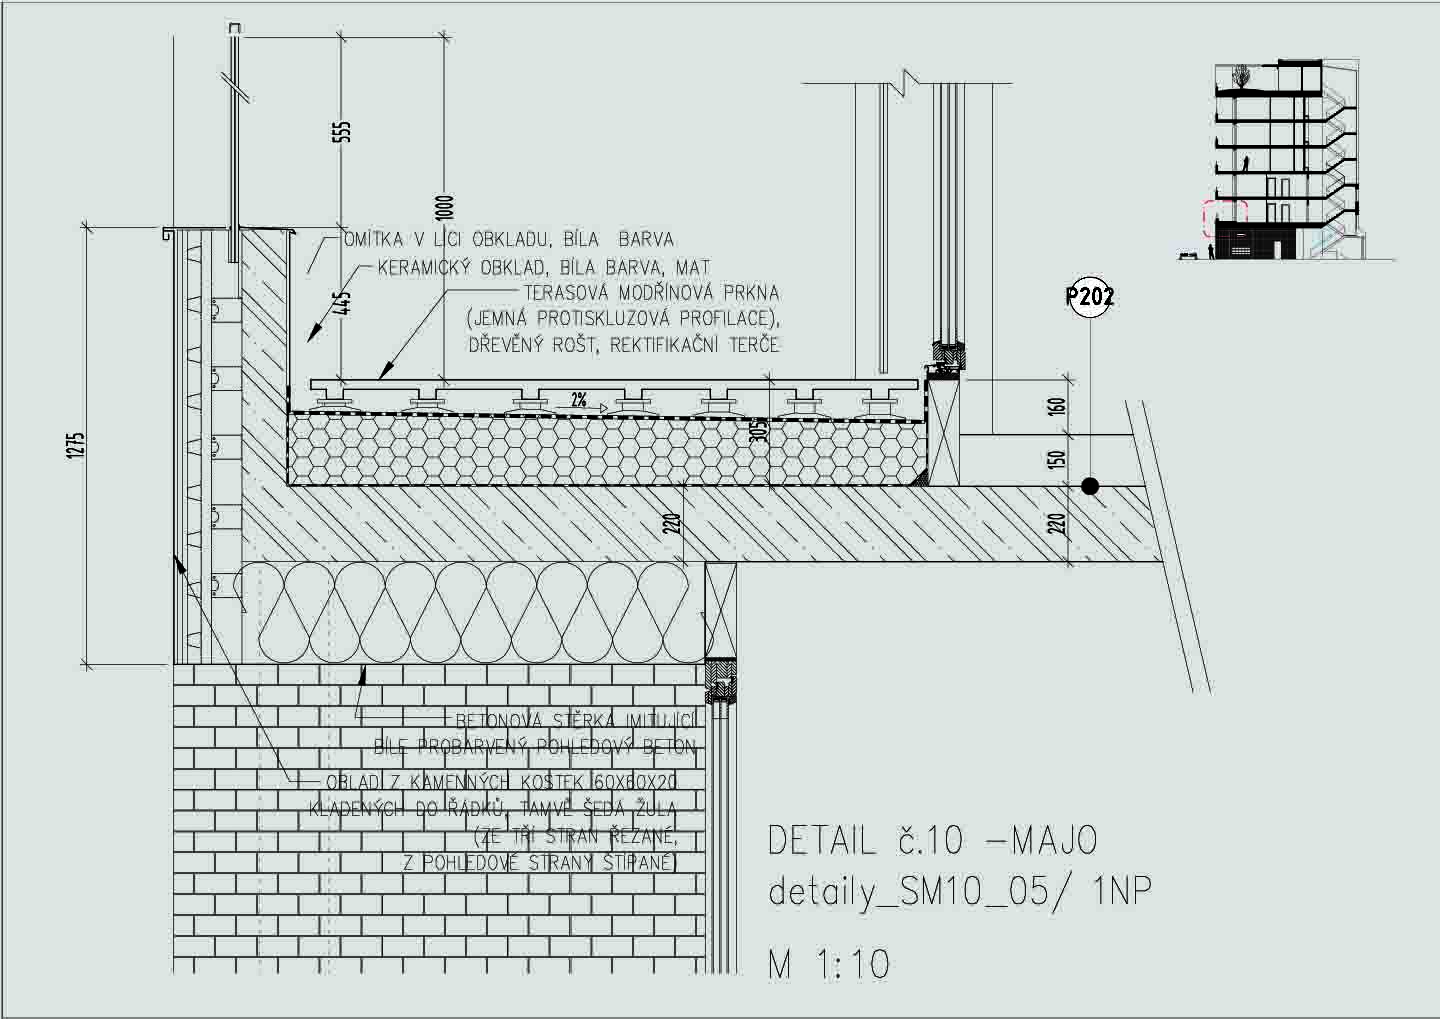 555
1000
OMÍTKA V LÍCI OBKLADU, BÍLA BARVA
KERAMICKÝ OBKLAD, BÍLA BARVA, MAT
TERASOVÁ MODŘÍNOVÁ PRKNA
(JEMNÁ PROTISKLUZOVÁ PROFILACE),
DŘEVĚNÝ ROŠT, REKTIFIKAČNÍ TERČE
445
P202
2%
305
160
1275
150
220
220
BETONOVÁ STĚRKA IMITUJÍCÍ
BÍLE PROBARVENÝ POHLEDOVÝ BETON
OBLAD Z KAMENNÝCH KOSTEK 60X60X20
KLADENÝCH DO ŘÁDKŮ, TAMVĚ ŠEDÁ ŽULA
(ZE TŘÍ STRAN ŘEZANÉ,
Z POHLEDOVÉ STRANY ŠTÍPANÉ)
DETAIL č.10 –MAJO
detaily_SM10_05/ 1NP
M 1:10